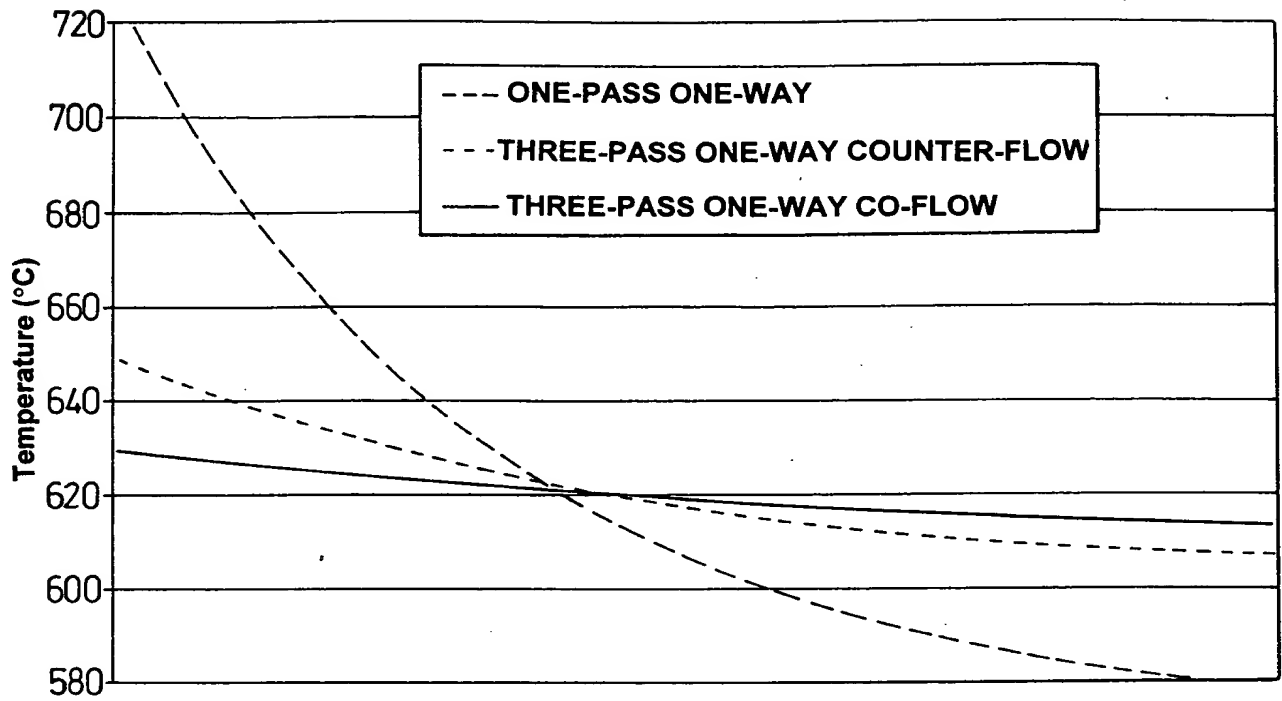 720
700
680
660
640
620
600
580
Temperature (°C)
ONE-PASS ONE-WAY
THREE-PASS ONE-WAY COUNTER-FLOW
THREE-PASS ONE-WAY CO-FLOW